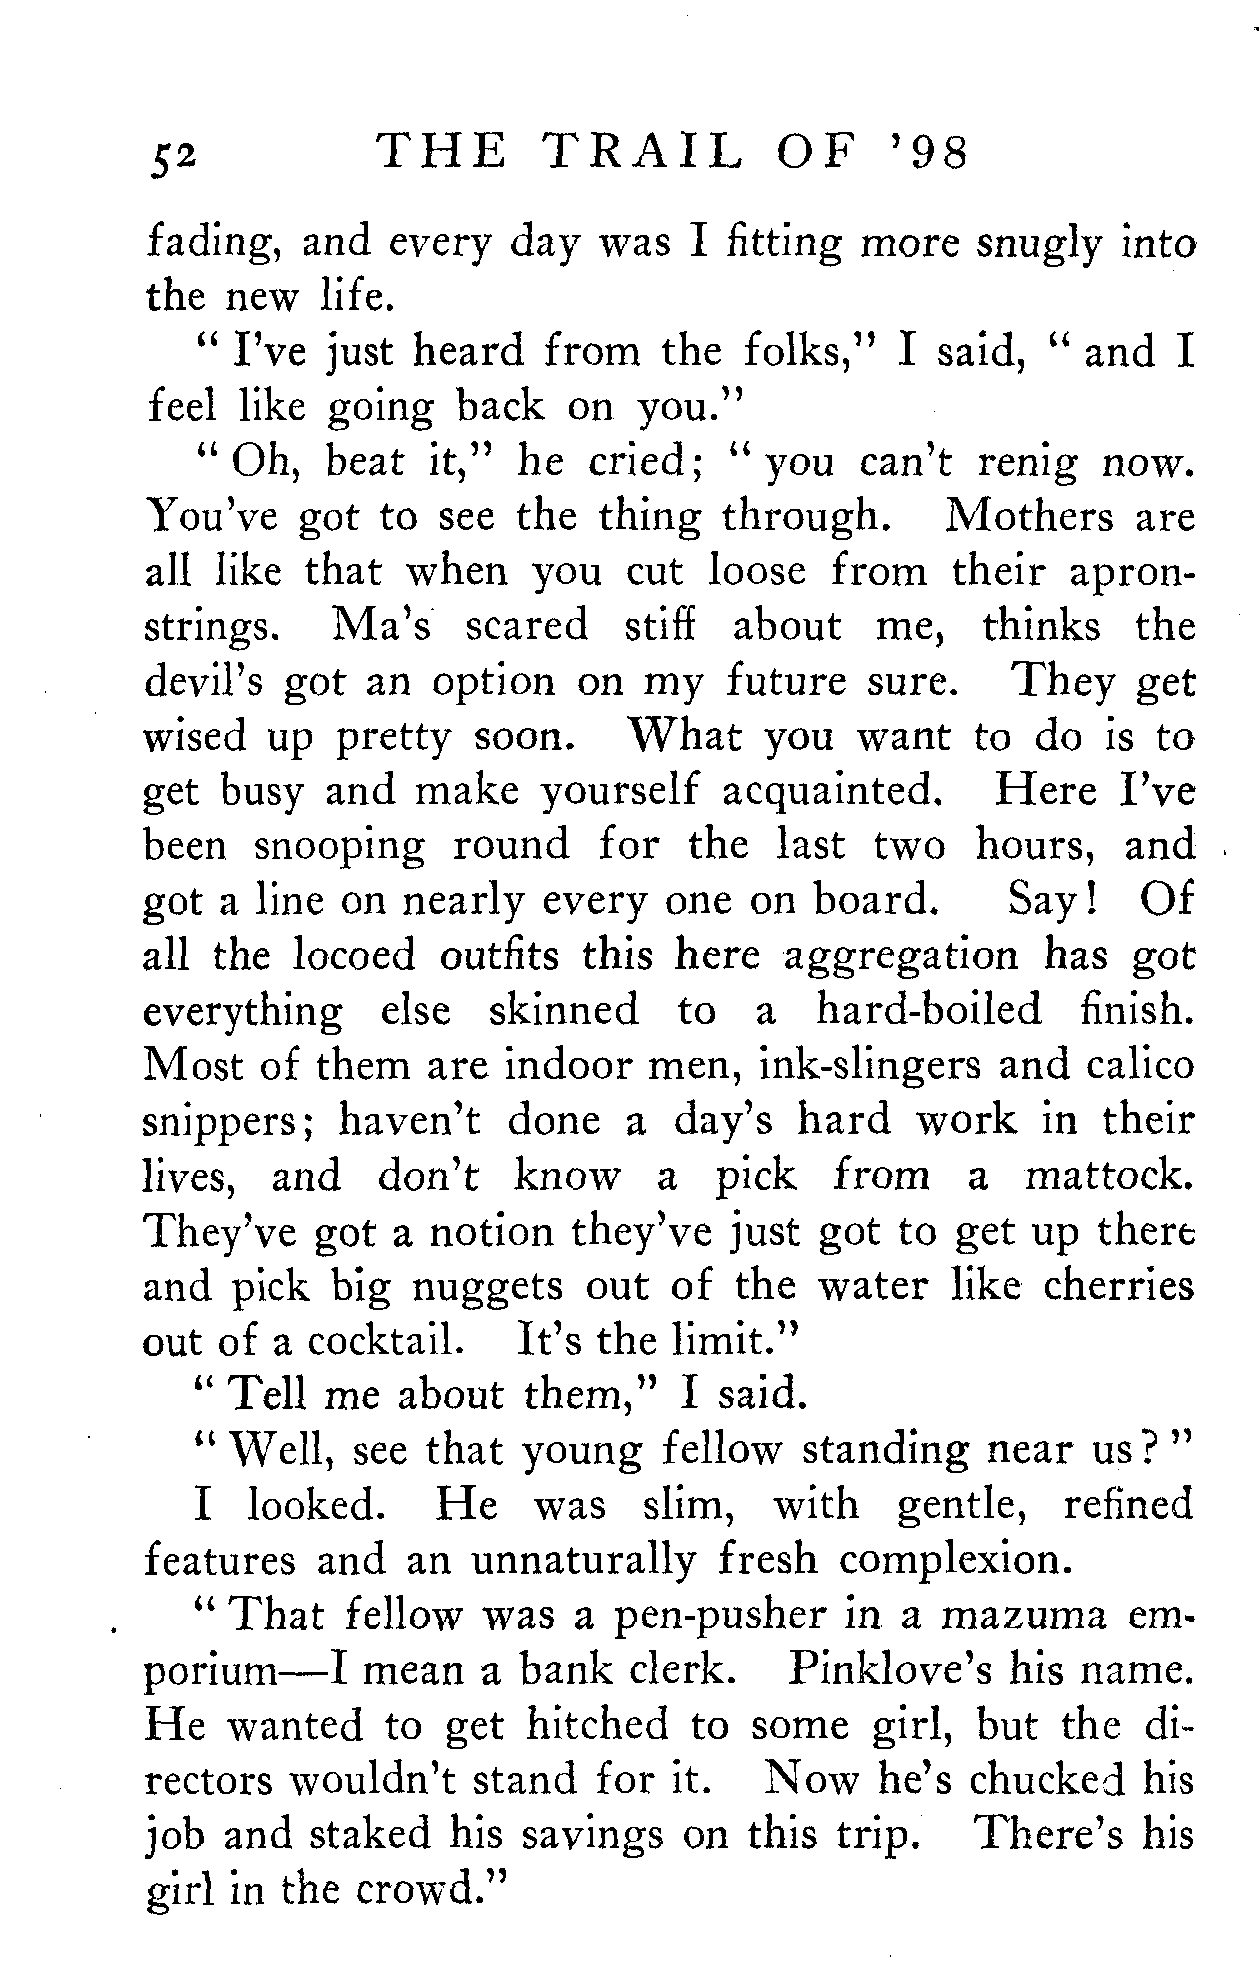 52 THE TRAIL OF '98
fading, and every day was I fitting more snugly into
the new life.
" I've just heard from the folks," I said, " and I
feel like going back on you."
" Oh, beat it," he cried; " you can't renig now.
You've got to see the thing through. Mothers are
all like that when you cut loose from their apron-
strings. Ma's scared stiff about me, thinks the
devil's got an option on my future sure. They get
wised up pretty soon. What you want to do is to
get busy and make yourself acquainted. Here I've
been snooping round for the last two hours, and
got a line on nearly every one on board. Say! Of
all the locoed outfits this here aggregation has got
everything else skinned to a hard-boiled finish.
Most of them are indoor men, ink-slingers and calico
snippers; haven't done a day's hard work in their
lives, and don't know a pick from a mattock.
They've got a notion they've just got to get up there
and pick big nuggets out of the water like cherries
out of a cocktail. It's the limit."
" Tell me about them," I said.
" Well, see that young fellow standing near us? "
I looked. He was slim, with gentle, refined
features and an unnaturally fresh complexion.
" That fellow was a pen-pusher in a mazuma em-
porium—I mean a bank clerk. Pinklove's his name.
He wanted to get hitched to some girl, but the di-
rectors wouldn't stand for it. Now he's chucked his
job and staked his savings on this trip. There's his
girl in the crowd."